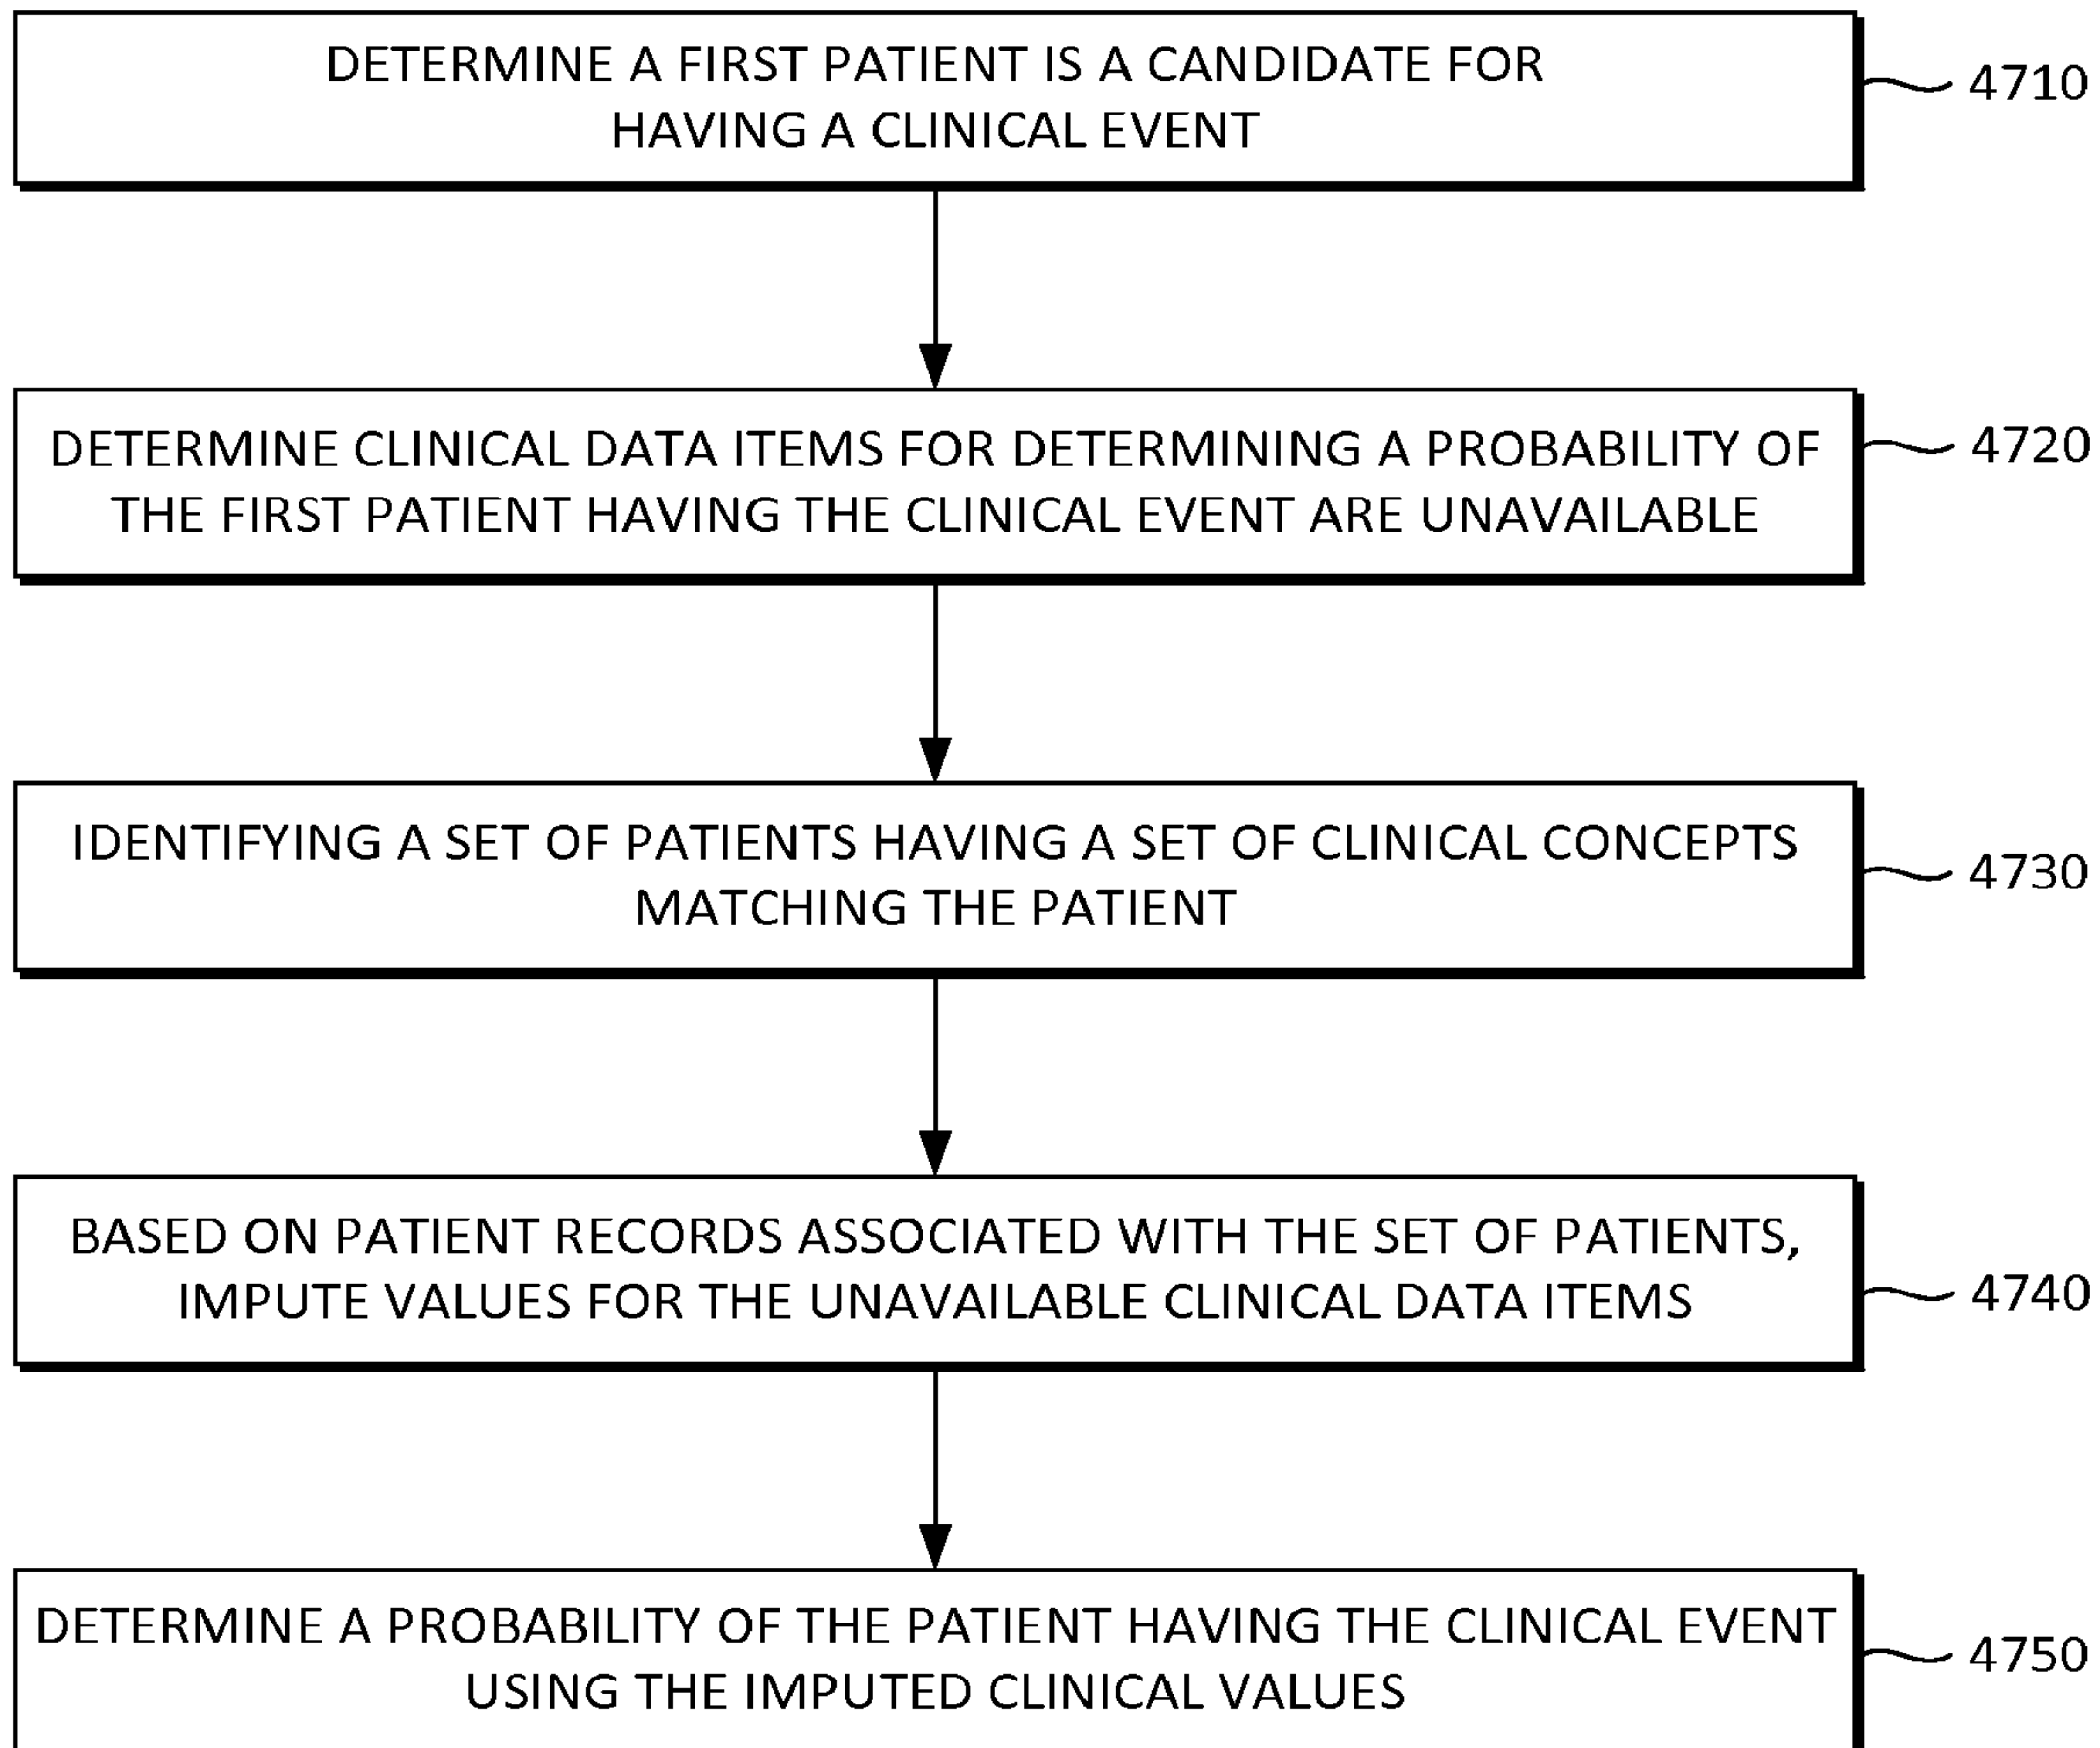 DETERMINE A FIRST PATIENT IS A CANDIDATE FOR
HAVING A CLINICAL EVENT
4710
DETERMINE CLINICAL DATA ITEMS FOR DETERMINING A PROBABILITY OF
THE FIRST PATIENT HAVING THE CLINICAL EVENT ARE UNAVAILABLE
4720
IDENTIFYING A SET OF PATIENTS HAVING A SET OF CLINICAL CONCEPTS
MATCHING THE PATIENT
4730
BASED ON PATIENT RECORDS ASSOCIATED WITH THE SET OF PATIENTS,
IMPUTE VALUES FOR THE UNAVAILABLE CLINICAL DATA ITEMS
4740
DETERMINE A PROBABILITY OF THE PATIENT HAVING THE CLINICAL EVENT
USING THE IMPUTED CLINICAL VALUES
4750